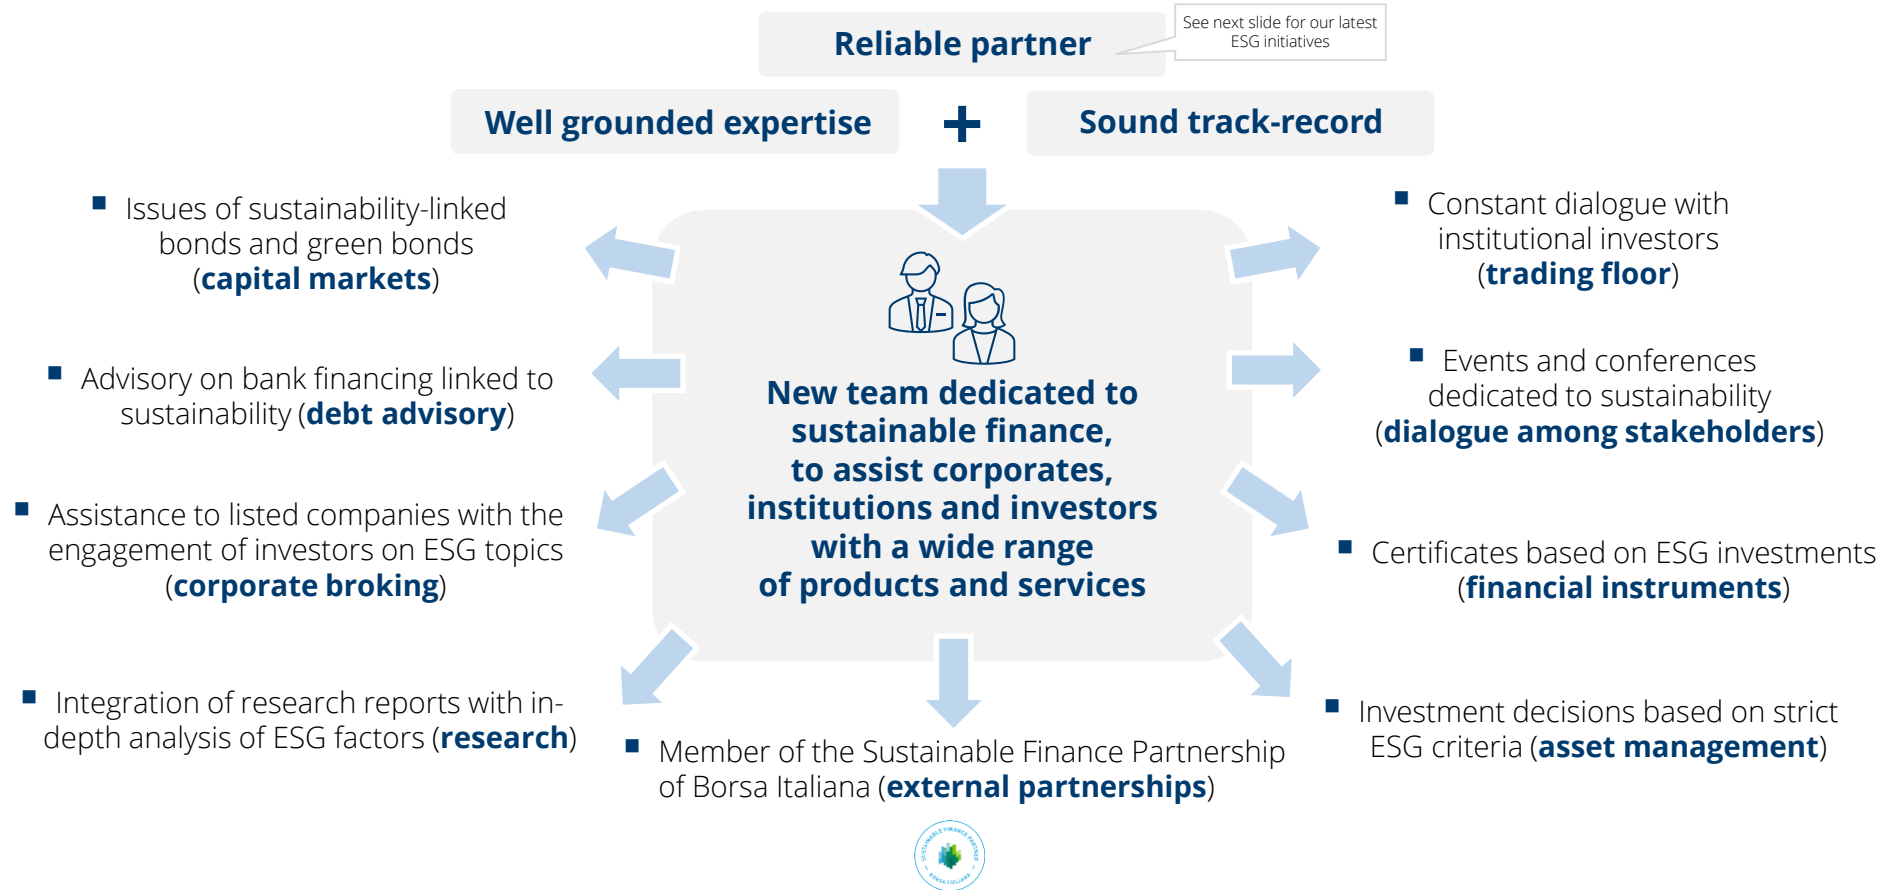 Reliable partner
See next slide for our latest
ESG initiatives
Well grounded expertise
+
Sound track-record
■ Issues of sustainability-linked
bonds and green bonds
(capital markets)
■ Advisory on bank financing linked to
sustainability (debt advisory)
■ Assistance to listed companies with the
engagement of investors on ESG topics
(corporate broking)
■ Integration of research reports with in-
depth analysis of ESG factors (research)
New team dedicated to
sustainable finance,
to assist corporates,
institutions and investors
with a wide range
of products and services
■ Member of the Sustainable Finance Partnership
of Borsa Italiana (external partnerships)
SUSTAINABLE FINANCE PARTNER
BORSA ITALIANA
■ Constant dialogue with
institutional investors
(trading floor)
■ Events and conferences
dedicated to sustainability
(dialogue among stakeholders)
■ Certificates based on ESG investments
(financial instruments)
■ Investment decisions based on strict
ESG criteria (asset management)